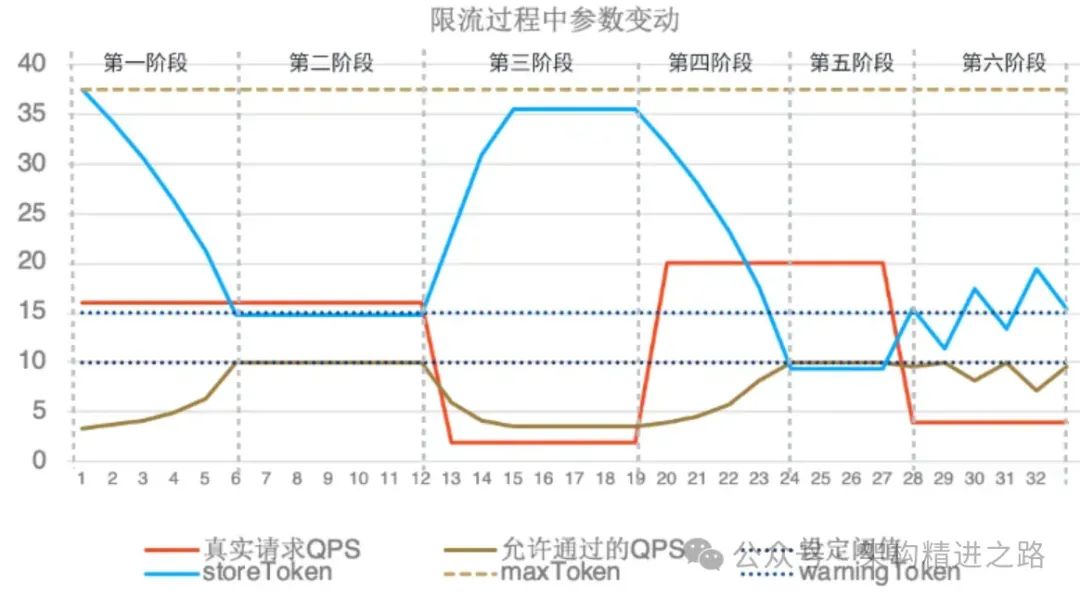 限流过程中参数变动
第一阶段 第二阶段 第三阶段 第四阶段 第五阶段 第六阶段
40
35
30
25
20
15
10
5
0
1 2 3 4 5 6 7 8 9 10 11 12 13 14 15 16 17 18 19 20 21 22 23 24 25 26 27 28 29 30 31 32
真实请求QPS 允许通过的QPS 设定阈值
storeToken maxToken warningToken
公众号 · 架构精进之路